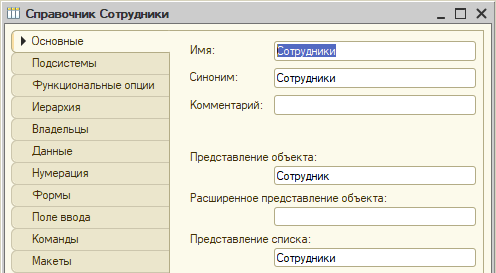 Справочник Сотрудники
Основные
Подсистемы
Функциональные опции
Иерархия
Владельцы
Данные
Нумерация
Формы
Поле ввода
Команды
Макеты
Имя: Сотрудники
Синоним: Сотрудники
Комментарий:
Представление объекта:
Сотрудник
Расширенное представление объекта:
Представление списка:
Сотрудники